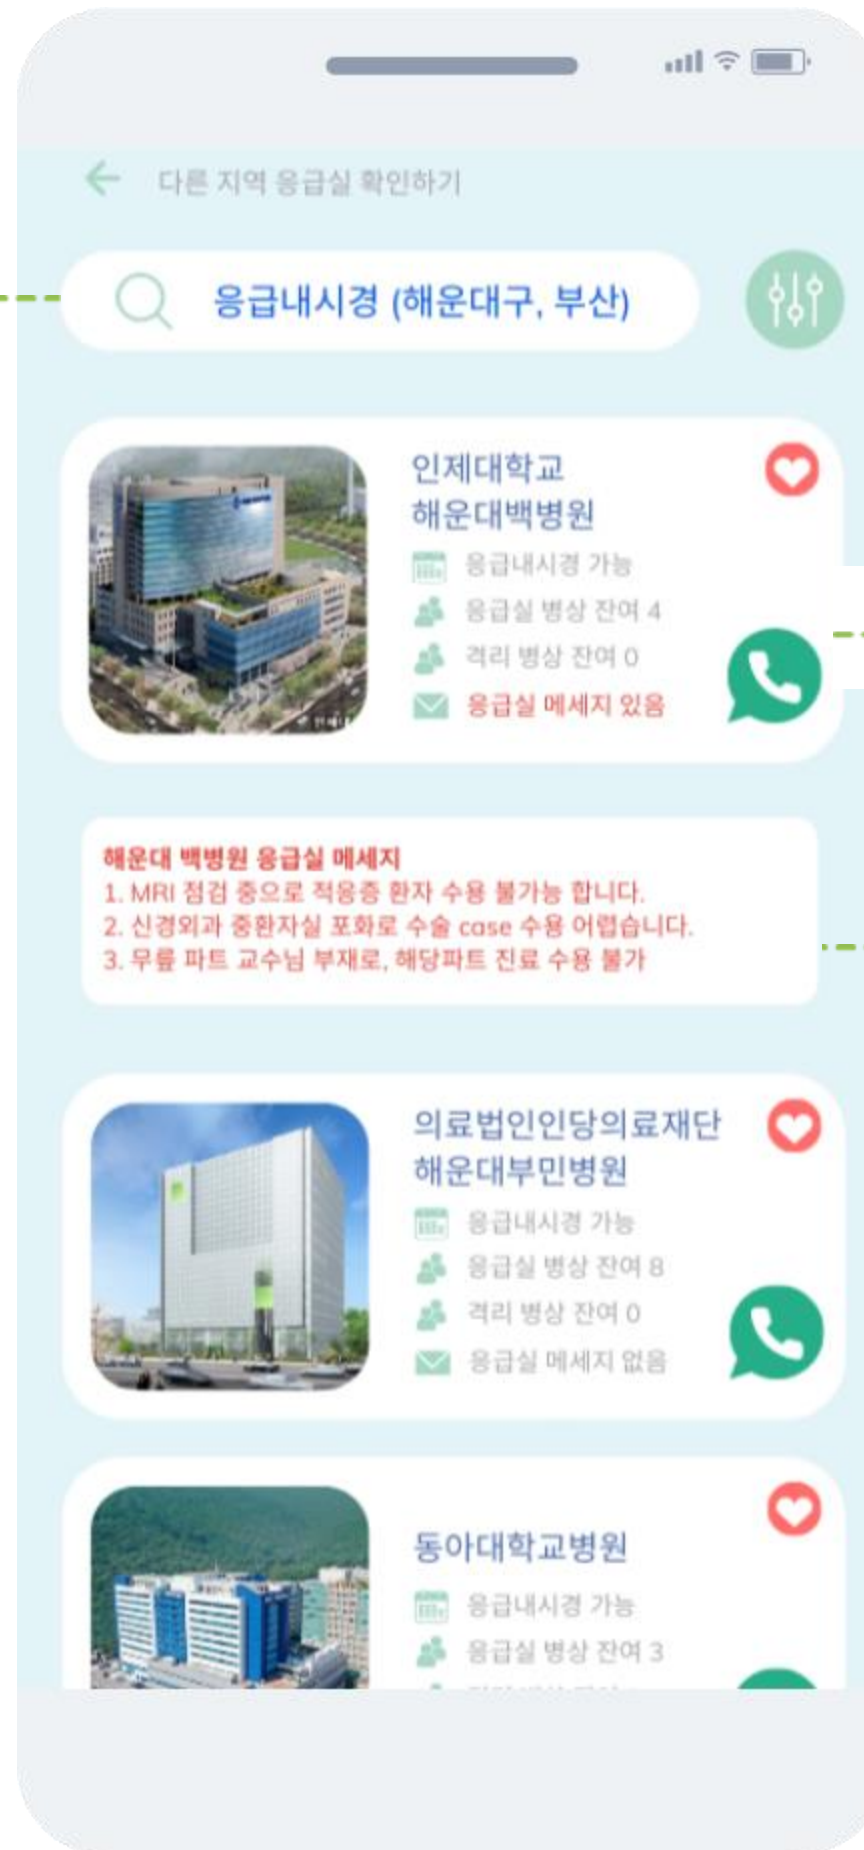 다른 지역 응급실 확인하기
응급내시경 (해운대구, 부산)
인제대학교
해운대백병원
응급내시경 가능
응급실 병상 잔여 4
격리 병상 잔여 0
응급실 메세지 있음
해운대 백병원 응급실 메세지
1. MRI 점검 중으로 적응증 환자 수용 불가능 합니다.
2. 신경외과 중환자실 포화로 수술 case 수용 어렵습니다.
3. 무릎 파트 교수님 부재로, 해당파트 진료 수용 불가
의료법인인당의료재단
해운대부민병원
응급내시경 가능
응급실 병상 잔여 8
격리 병상 잔여 0
응급실 메세지 없음
동아대학교병원
응급내시경 가능
응급실 병상 잔여 3